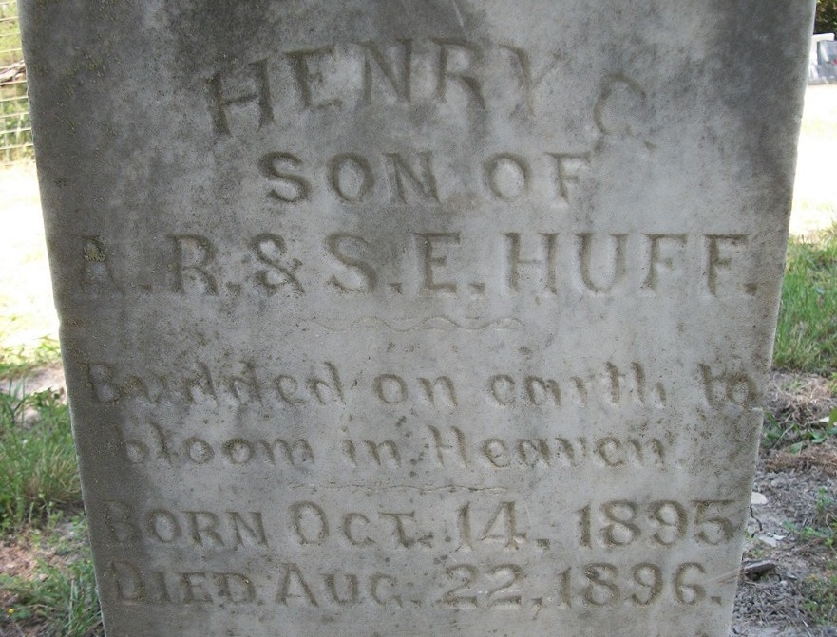 HENRY C.
SON OF
A.R. & S.E. HUFF.
Budded on earth to
bloom in Heaven.
BORN OCT. 14, 1895
DIED AUG. 22, 1896.